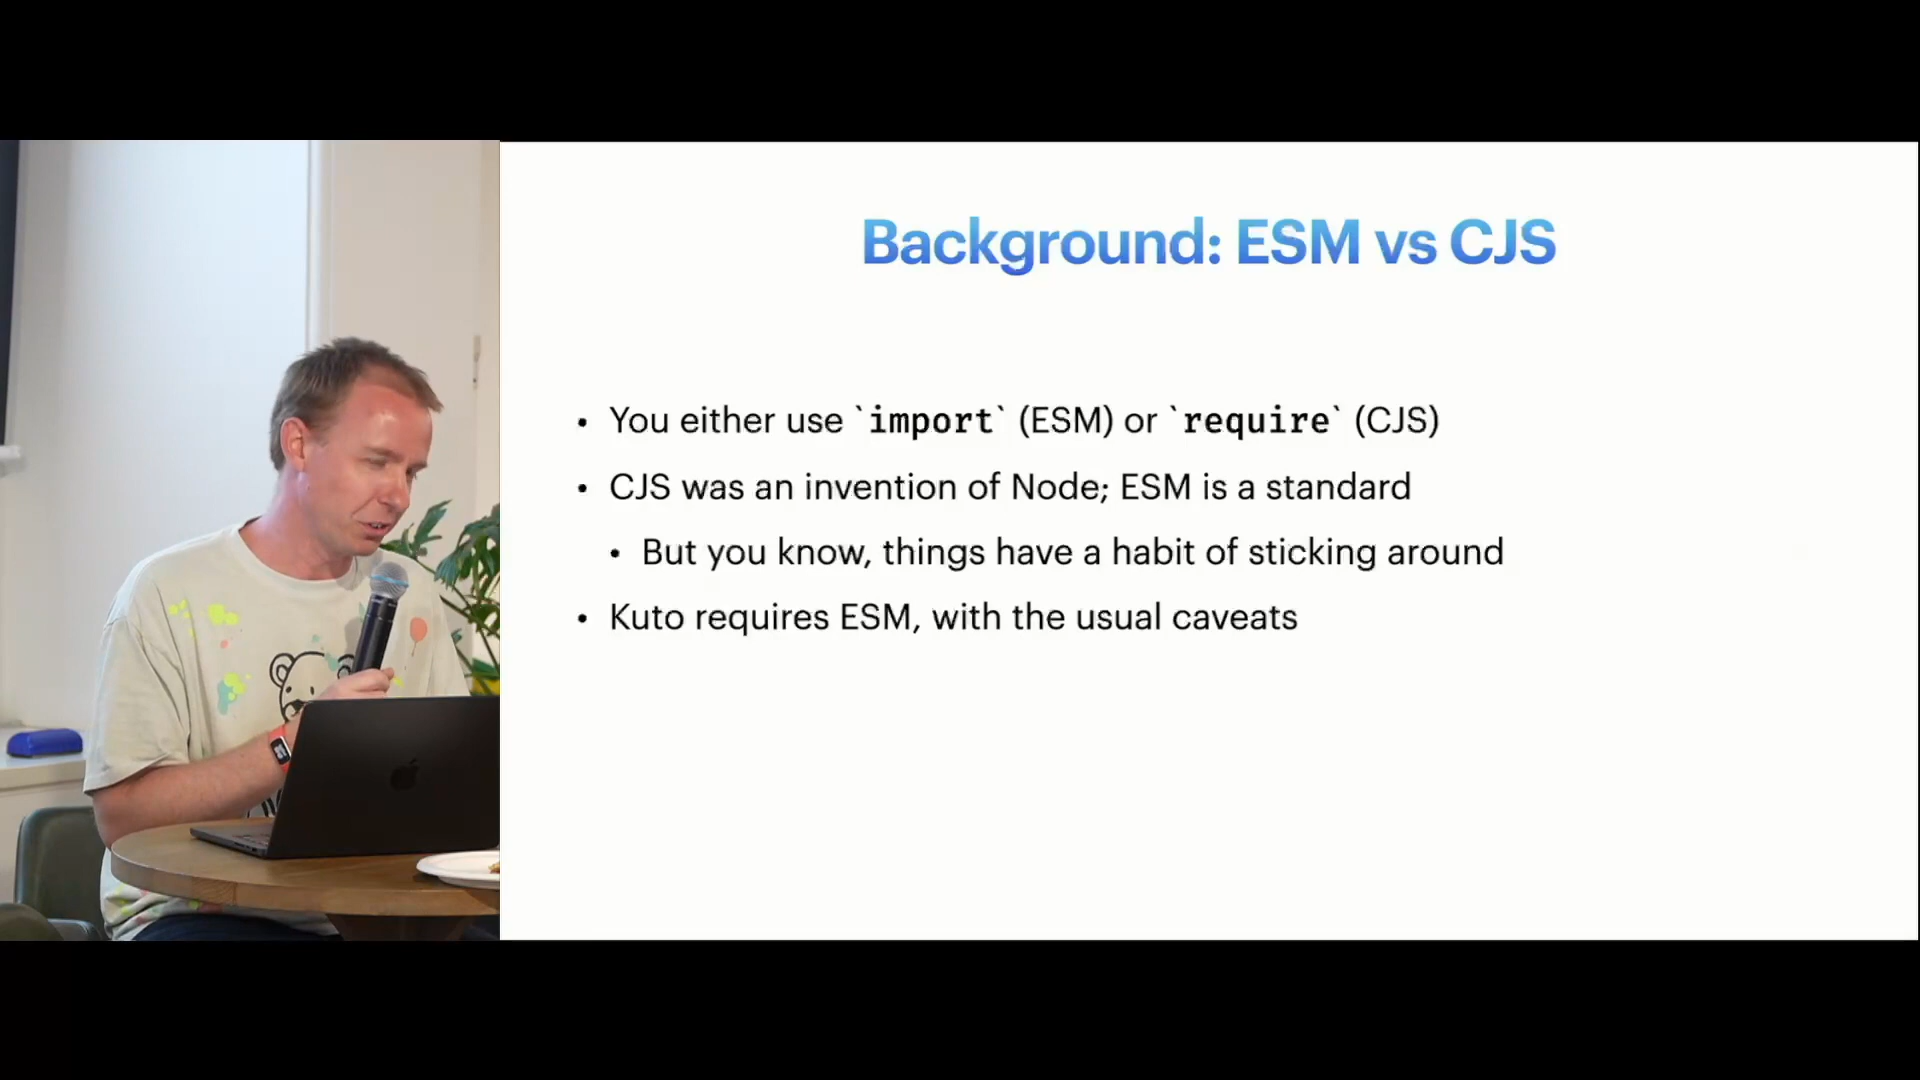 Background: ESM vs CJS
• You either use `import` (ESM) or `require` (CJS)
• CJS was an invention of Node; ESM is a standard
• But you know, things have a habit of sticking around
• Kuto requires ESM, with the usual caveats